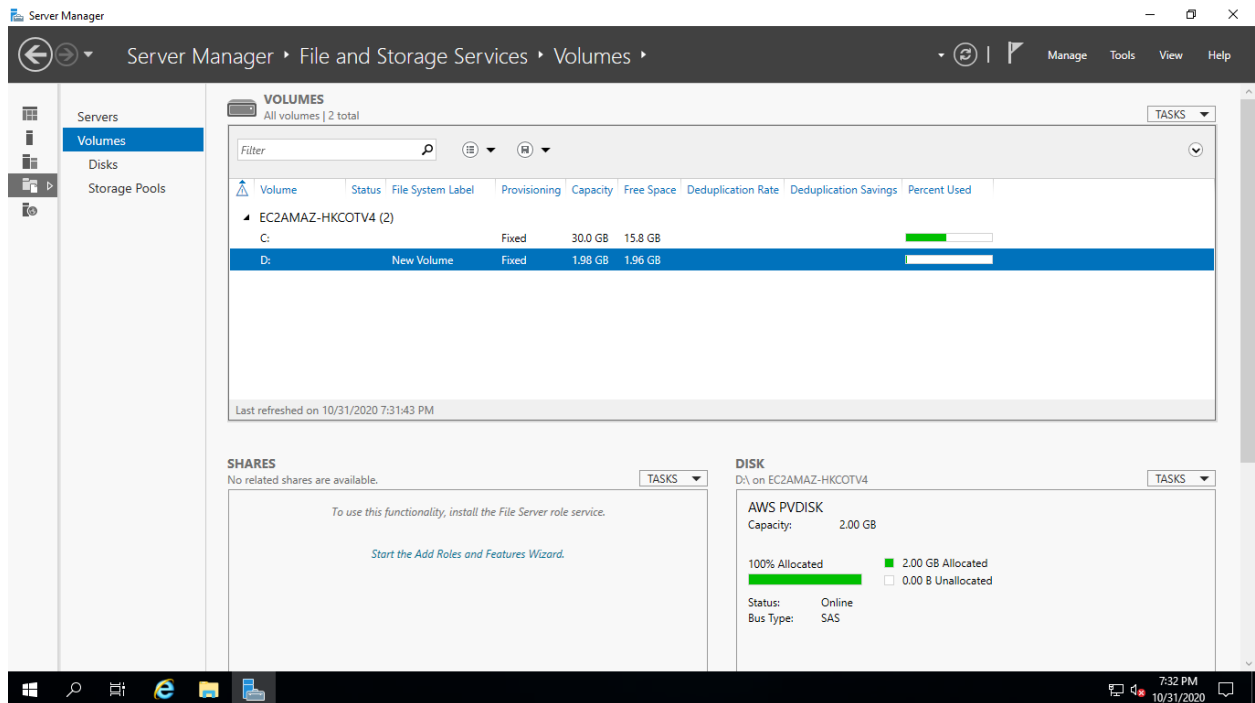 Server Manager
Server Manager ‣ File and Storage Services ‣ Volumes ‣
Manage Tools View Help
Servers
Volumes
Disks
Storage Pools
VOLUMES
All volumes | 2 total
TASKS
Filter
Volume Status File System Label Provisioning Capacity Free Space Deduplication Rate Deduplication Savings Percent Used
EC2AMAZ-HKCOTV4 (2)
C: Fixed 30.0 GB 15.8 GB
D: New Volume Fixed 1.98 GB 1.96 GB
Last refreshed on 10/31/2020 7:31:43 PM
SHARES
No related shares are available.
TASKS
To use this functionality, install the File Server role service.
Start the Add Roles and Features Wizard.
DISK
D:\ on EC2AMAZ-HKCOTV4
TASKS
AWS PVDISK
Capacity: 2.00 GB
100% Allocated
2.00 GB Allocated
0.00 B Unallocated
Status: Online
Bus Type: SAS
7:32 PM
10/31/2020